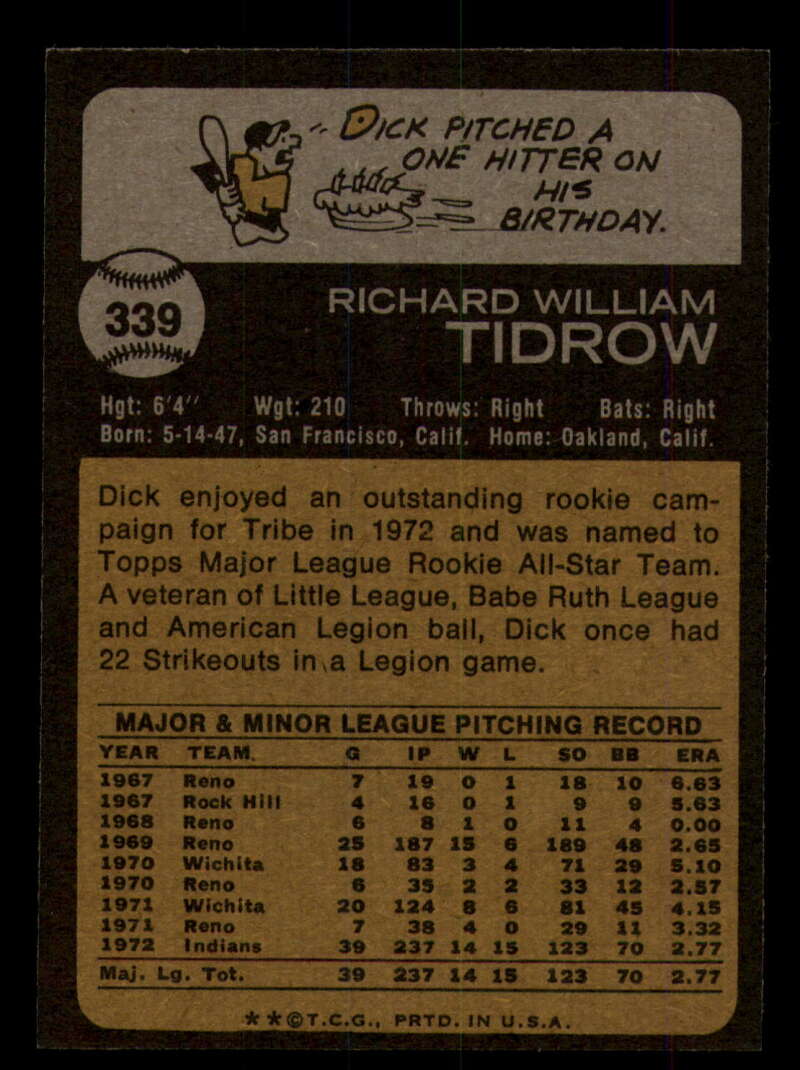 DICK PITCHED A
ONE HITTER ON
HIS
BIRTHDAY.
339
RICHARD WILLIAM
TIDROW
Hgt: 6'4" Wgt: 210 Throws: Right Bats: Right
Born: 5-14-47, San Francisco, Calif. Home: Oakland, Calif.
Dick enjoyed an outstanding rookie cam-
paign for Tribe in 1972 and was named to
Topps Major League Rookie All-Star Team.
A veteran of Little League, Babe Ruth League
and American Legion ball, Dick once had
22 Strikeouts in a Legion game.
MAJOR & MINOR LEAGUE PITCHING RECORD
YEAR TEAM. G IP W L SO BB ERA
1967 Reno 7 19 0 1 18 10 6.63
1967 Rock Hill 4 16 0 1 9 9 5.63
1968 Reno 6 8 1 0 11 4 0.00
1969 Reno 25 187 15 6 189 48 2.65
1970 Wichita 18 83 3 4 71 29 5.10
1970 Reno 6 35 2 2 33 12 2.57
1971 Wichita 20 124 8 6 81 45 4.15
1971 Reno 7 38 4 0 29 11 3.32
1972 Indians 39 237 14 15 123 70 2.77
Maj. Lg. Tot. 39 237 14 15 123 70 2.77
**©T.C.G., PRTD. IN U.S.A.